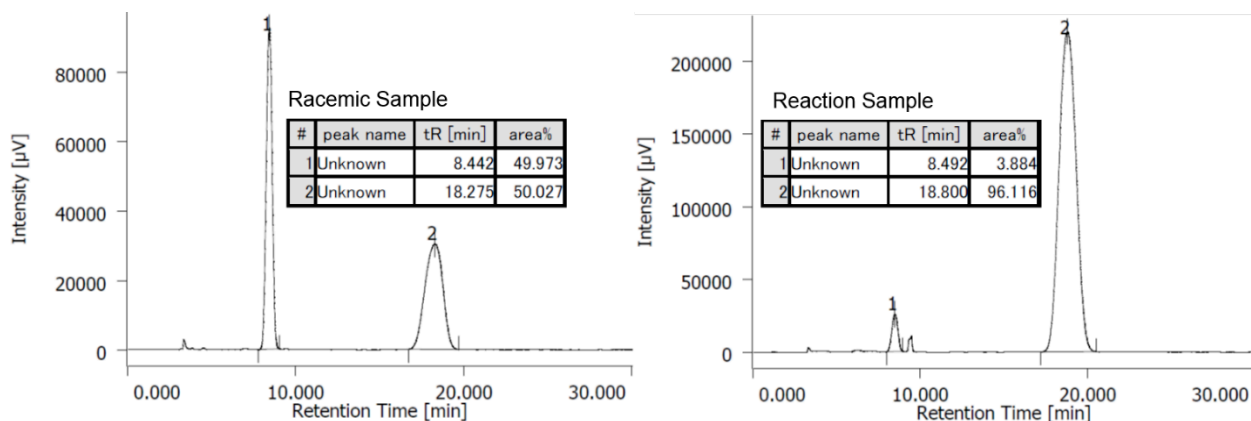 1
80000
60000
40000
20000
0
Intensity [µV]
Racemic Sample
# peak name tR [min] area%
1 Unknown 8.442 49.973
2 Unknown 18.275 50.027
2
0.000 10.000 20.000 30.000
Retention Time [min]
2
200000
150000
100000
50000
0
Intensity [µV]
Reaction Sample
# peak name tR [min] area%
1 Unknown 8.492 3.884
2 Unknown 18.800 96.116
1
0.000 10.000 20.000 30.000
Retention Time [min]